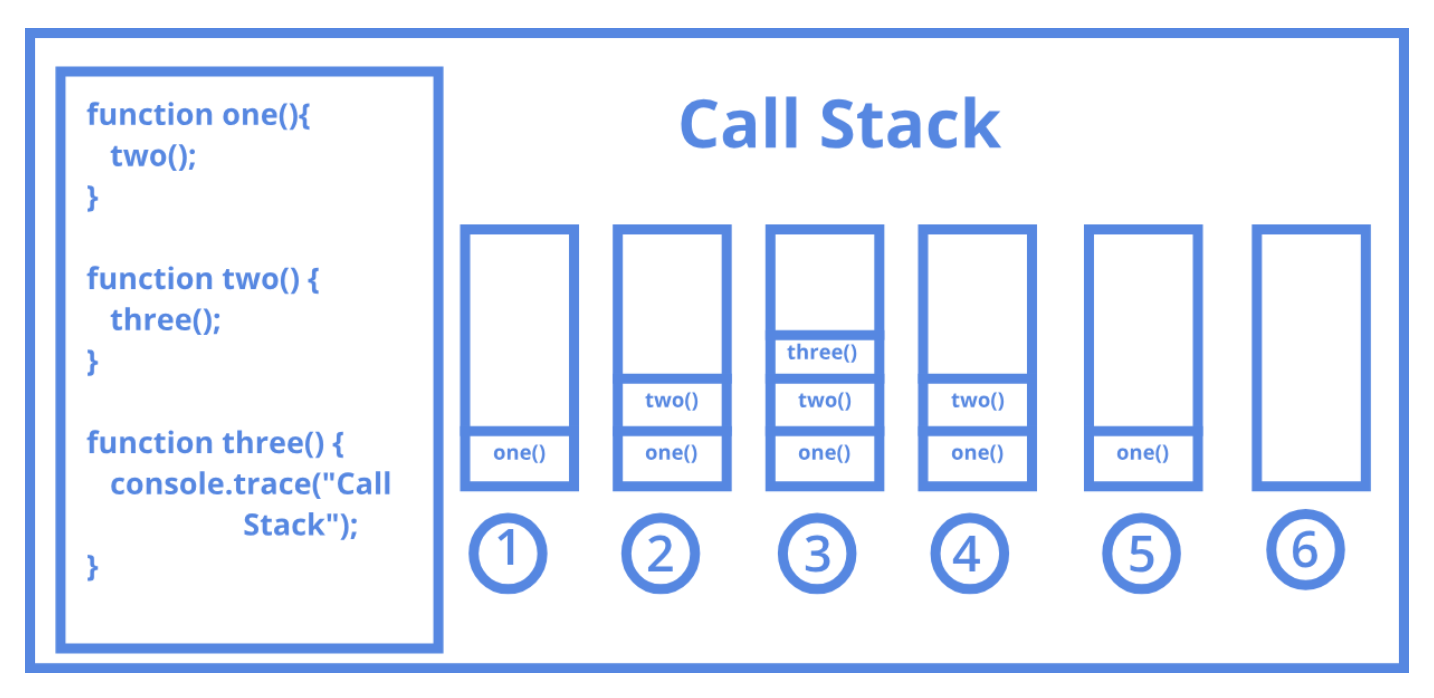 function one(){
two();
}
function two() {
three();
}
function three() {
console.trace("Call
Stack");
}
Call Stack
one()
two()
one()
three()
two()
one()
two()
one()
one()
1
2
3
4
5
6